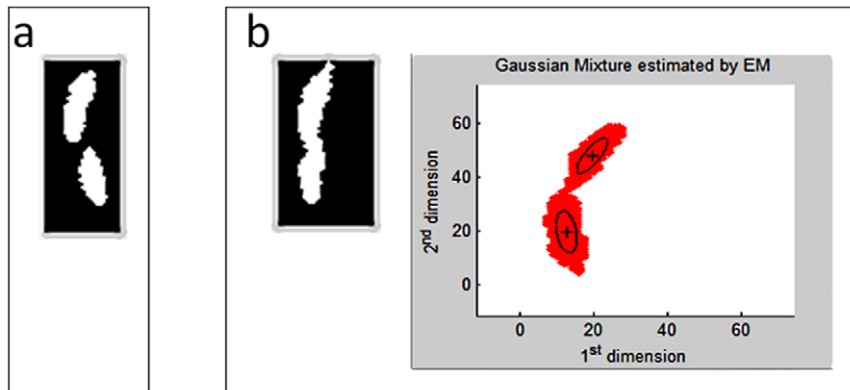 a
b
Gaussian Mixture estimated by EM
2nd dimension
60
40
20
0
0 20 40 60
1st dimension